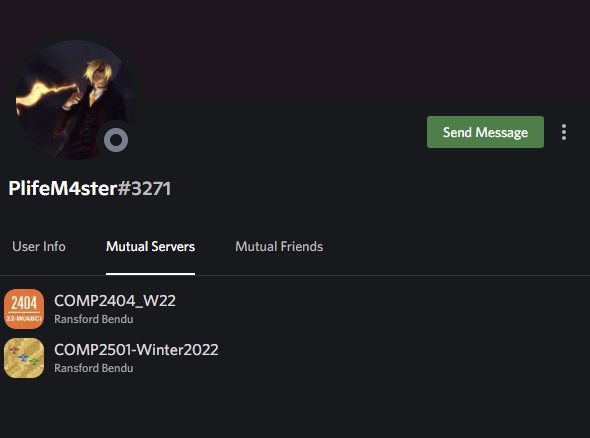 Send Message
PlifeM4ster#3271
User Info
Mutual Servers
Mutual Friends
2404
22-W(ABC)
COMP2404_W22
Ransford Bendu
COMP2501-Winter2022
Ransford Bendu